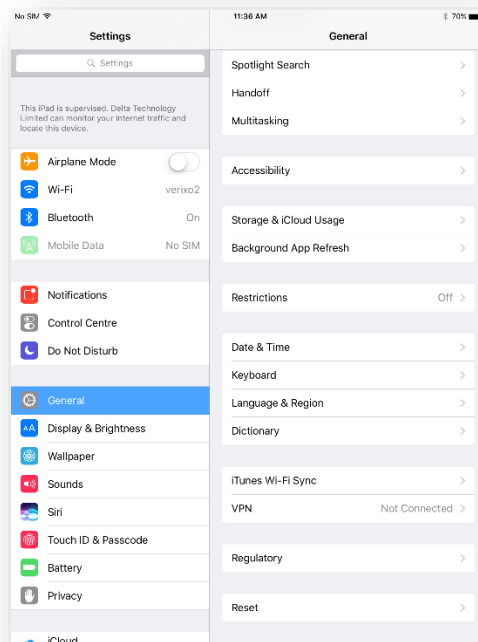 No SIM
11:36 AM
70%
Settings
General
Settings
This iPad is supervised. Delta Technology
Limited can monitor your Internet traffic and
locate this device.
Airplane Mode
Wi-Fi verixo2
Bluetooth On
Mobile Data No SIM
Notifications
Control Centre
Do Not Disturb
General
AA Display & Brightness
Wallpaper
Sounds
Siri
Touch ID & Passcode
Battery
Privacy
iCloud
Spotlight Search
Handoff
Multitasking
Accessibility
Storage & iCloud Usage
Background App Refresh
Restrictions Off
Date & Time
Keyboard
Language & Region
Dictionary
iTunes Wi-Fi Sync
VPN Not Connected
Regulatory
Reset